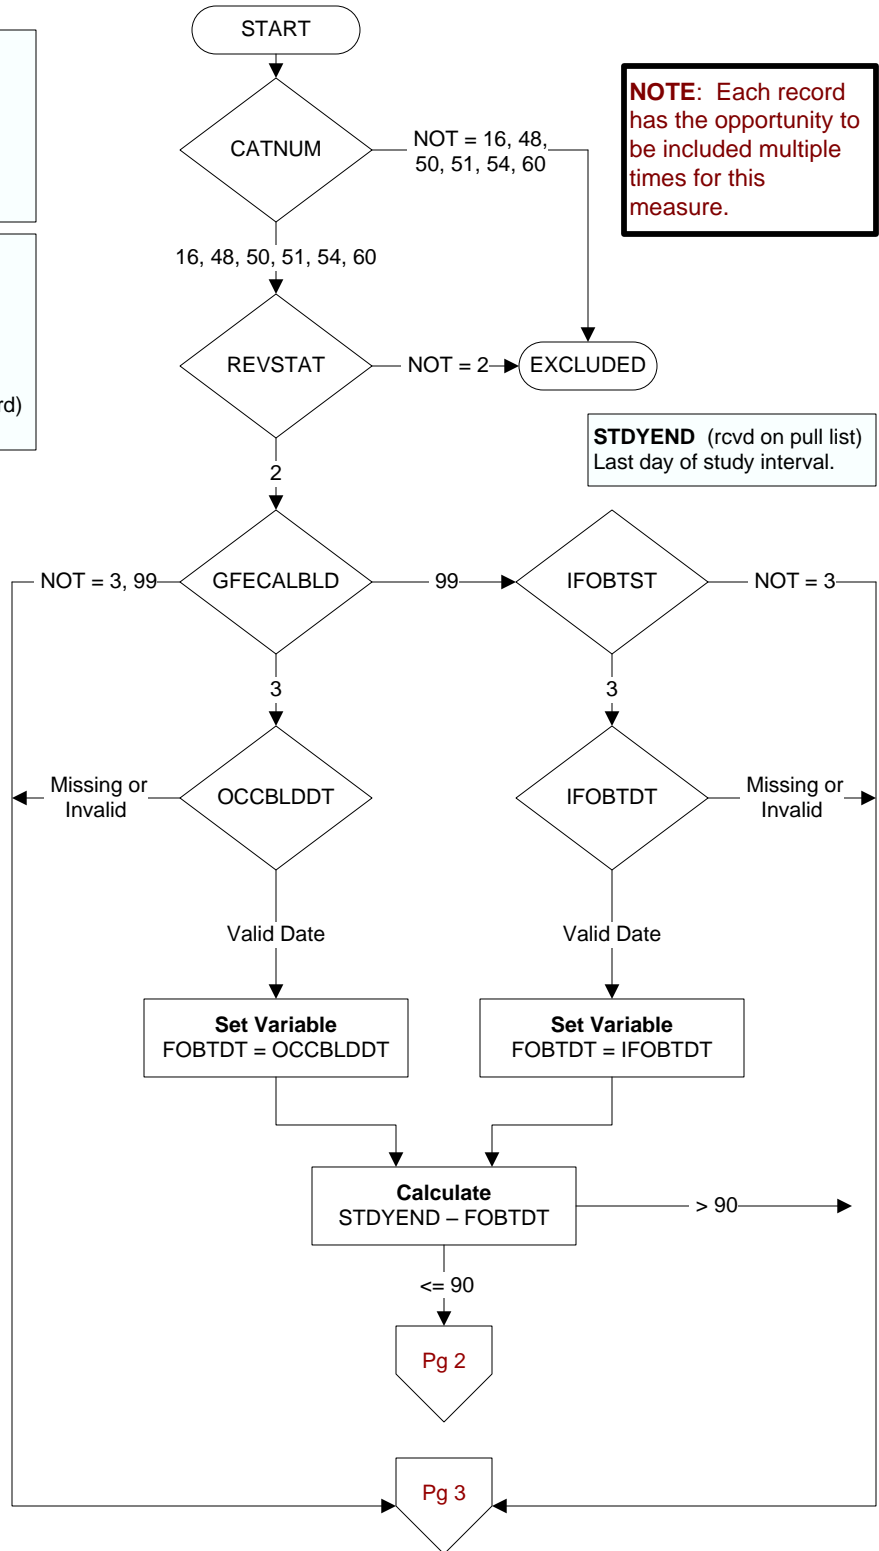 START
CATNUM
NOT = 16, 48,
50, 51, 54, 60
NOTE: Each record
has the opportunity to
be included multiple
times for this
measure.
16, 48, 50, 51, 54, 60
REVSTAT
NOT = 2
EXCLUDED
rd)
STDYEND (rcvd on pull list)
Last day of study interval.
2
NOT = 3, 99
GFECALBLD
99
IFOBTST
NOT = 3
3
3
Missing or
Invalid
OCCBLDDT
IFOBTDT
Missing or
Invalid
Valid Date
Valid Date
Set Variable
FOBTDT = OCCBLDDT
Set Variable
FOBTDT = IFOBTDT
Calculate
STDYEND – FOBTDT
> 90
<= 90
Pg 2
Pg 3